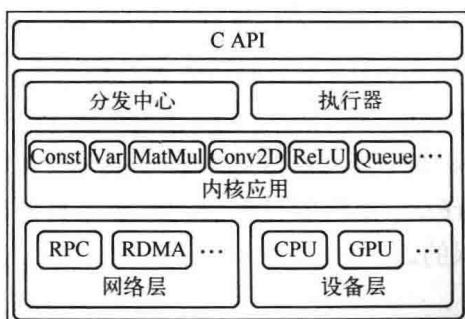 C API
分发中心 执行器
Const Var MatMul Conv2D ReLU Queue ···
内核应用
RPC RDMA ··· CPU GPU ···
网络层 设备层